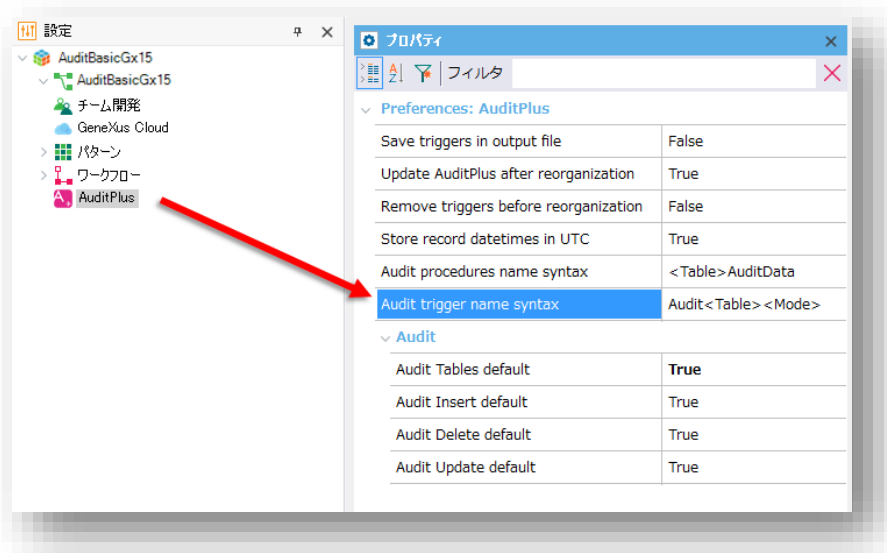 設定
AuditBasicGx15
AuditBasicGx15
チーム開発
GeneXus Cloud
パターン
ワークフロー
AuditPlus
プロパティ
フィルタ
Preferences: AuditPlus
Save triggers in output file False
Update AuditPlus after reorganization True
Remove triggers before reorganization False
Store record datetimes in UTC True
Audit procedures name syntax <Table>AuditData
Audit trigger name syntax Audit<Table><Mode>
Audit
Audit Tables default True
Audit Insert default True
Audit Delete default True
Audit Update default True